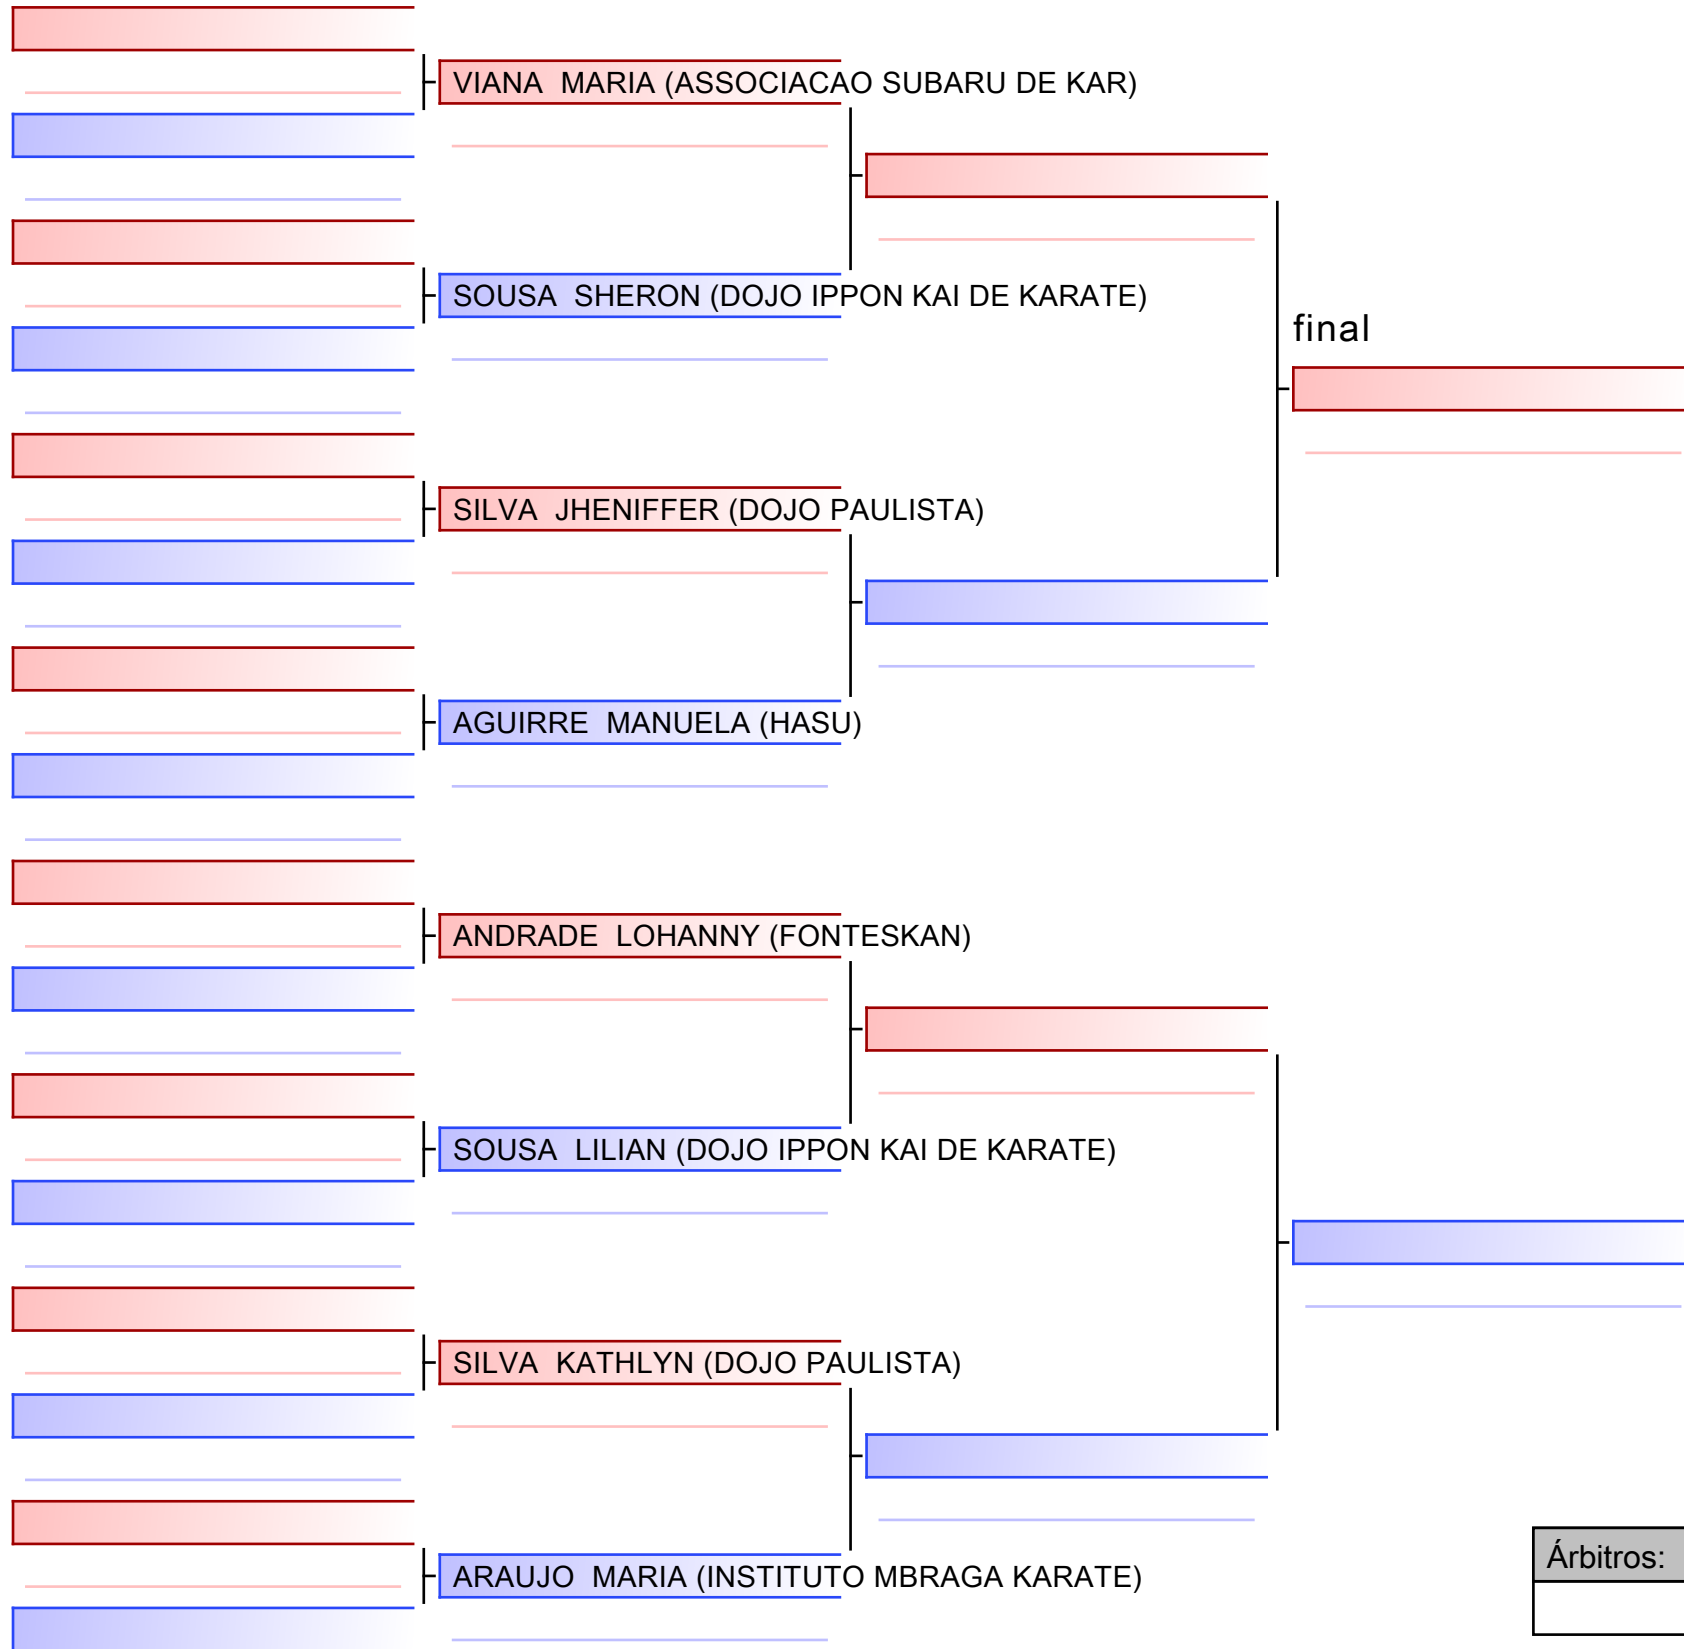 VIANA  MARIA (ASSOCIACAO SUBARU DE KAR)
SOUSA  SHERON (DOJO IPPON KAI DE KARATE)
final
SILVA  JHENIFFER (DOJO PAULISTA)
AGUIRRE  MANUELA (HASU)
ANDRADE  LOHANNY (FONTESKAN)
SOUSA  LILIAN (DOJO IPPON KAI DE KARATE)
SILVA  KATHLYN (DOJO PAULISTA)
ARAUJO  MARIA (INSTITUTO MBRAGA KARATE)
Árbitros: